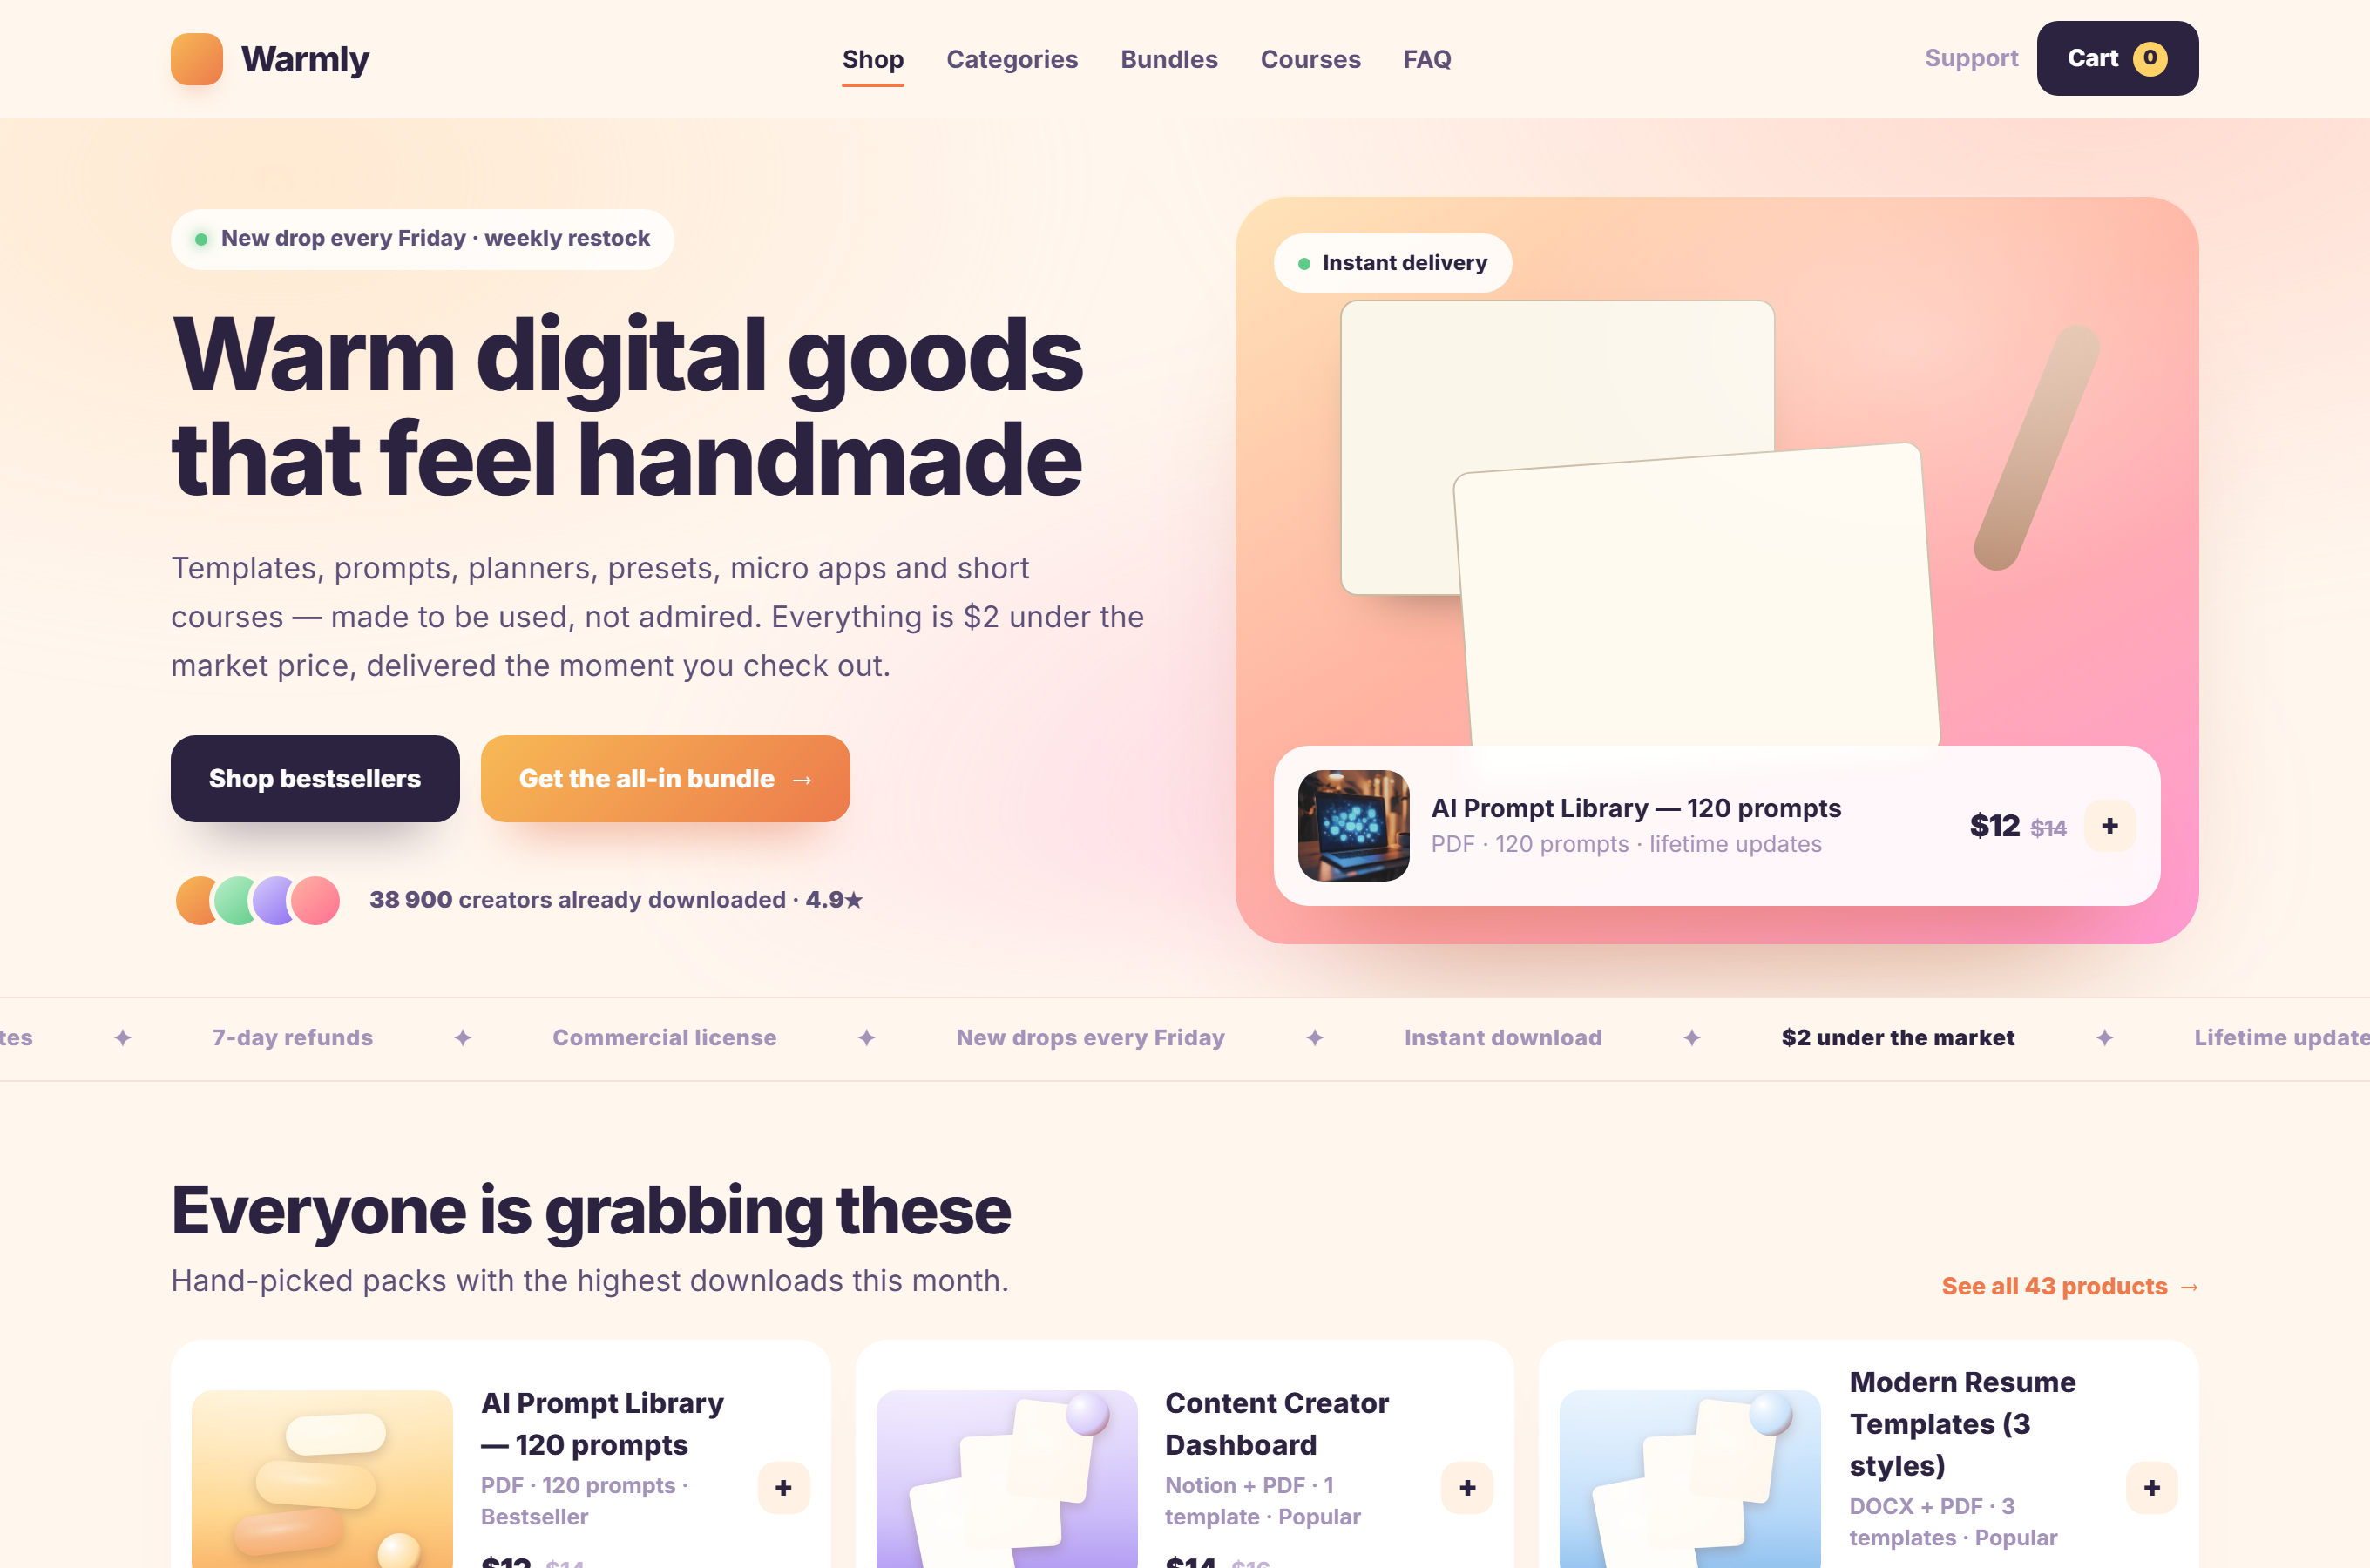 Warmly
Shop
Categories
Bundles
Courses
FAQ
Support
Cart 0
New drop every Friday · weekly restock
Warm digital goods
that feel handmade
Templates, prompts, planners, presets, micro apps and short
courses — made to be used, not admired. Everything is $2 under the
market price, delivered the moment you check out.
Shop bestsellers
Get the all-in bundle →
38 900 creators already downloaded · 4.9★
Instant delivery
AI Prompt Library — 120 prompts
PDF · 120 prompts · lifetime updates
$12 $14
+
tes ✦ 7-day refunds ✦ Commercial license ✦ New drops every Friday ✦ Instant download ✦ $2 under the market ✦ Lifetime update
Everyone is grabbing these
Hand-picked packs with the highest downloads this month.
See all 43 products →
AI Prompt Library
— 120 prompts
PDF · 120 prompts ·
Bestseller
$12 $14
+
Content Creator
Dashboard
Notion + PDF · 1
template · Popular
$14 $16
+
Modern Resume
Templates (3
styles)
DOCX + PDF · 3
templates · Popular
+